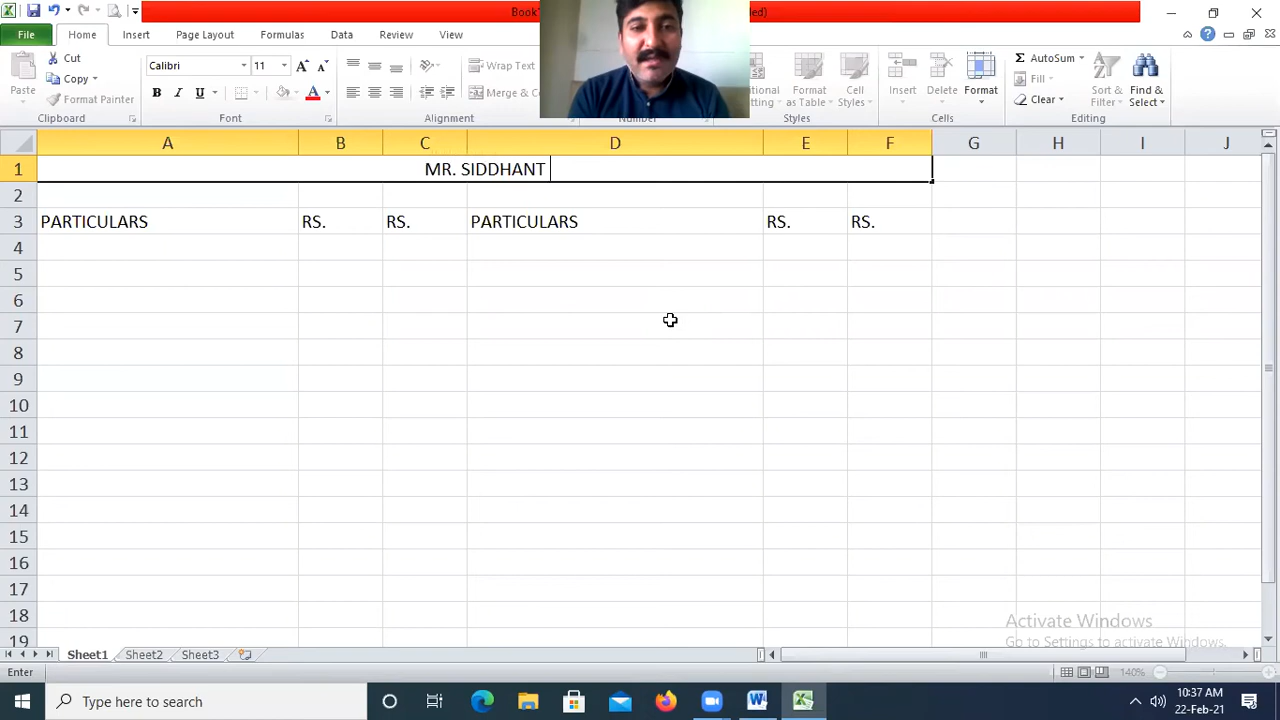 Book
ded)
File Home Insert Page Layout Formulas Data Review View
Paste
Cut
Copy
Format Painter
Clipboard
Calibri 11
B I U
Font
Wrap Text
Merge & C
Alignment
Number
Formatting
Format as Table
Cell Styles
Styles
Insert Delete Format
Cells
AutoSum
Fill
Clear
Sort & Filter
Find & Select
Editing
A B C D E F G H I J
1 MR. SIDDHANT
2
3 PARTICULARS RS. RS. PARTICULARS RS. RS.
4
5
6
7
8
9
10
11
12
13
14
15
16
17
18
19
Activate Windows
Go to Settings to activate Windows.
Sheet1 Sheet2 Sheet3
Enter 140%
Type here to search
10:37 AM
22-Feb-21